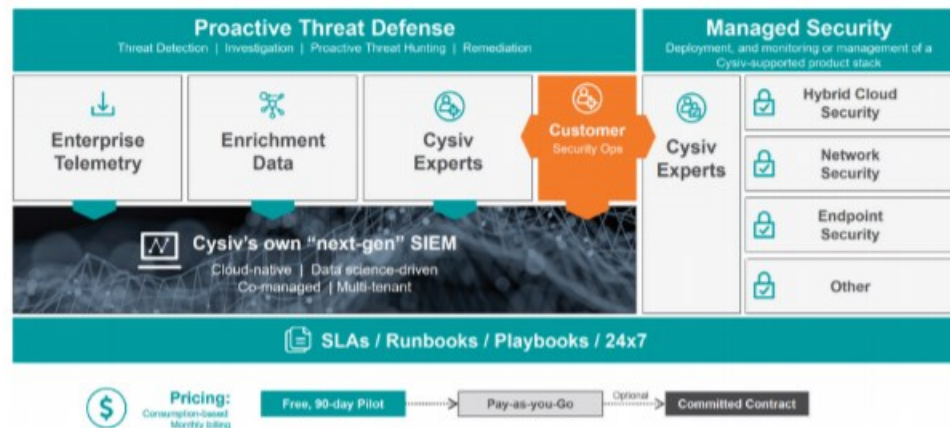 Proactive Threat Defense
Threat Detection | Investigation | Proactive Threat Hunting | Remediation
Managed Security
Deployment, and monitoring or management of a
Cysiv-supported product stack
Enterprise
Telemetry
Enrichment
Data
Cysiv
Experts
Customer
Security Ops
Cysiv
Experts
Hybrid Cloud
Security
Network
Security
Endpoint
Security
Other
Cysiv's own "next-gen" SIEM
Cloud-native | Data science-driven
Co-managed | Multi-tenant
SLAs / Runbooks / Playbooks / 24x7
$
Pricing:
Consumption-based
Monthly billing
Free, 90-day Pilot
Pay-as-you-Go
Optional
Committed Contract